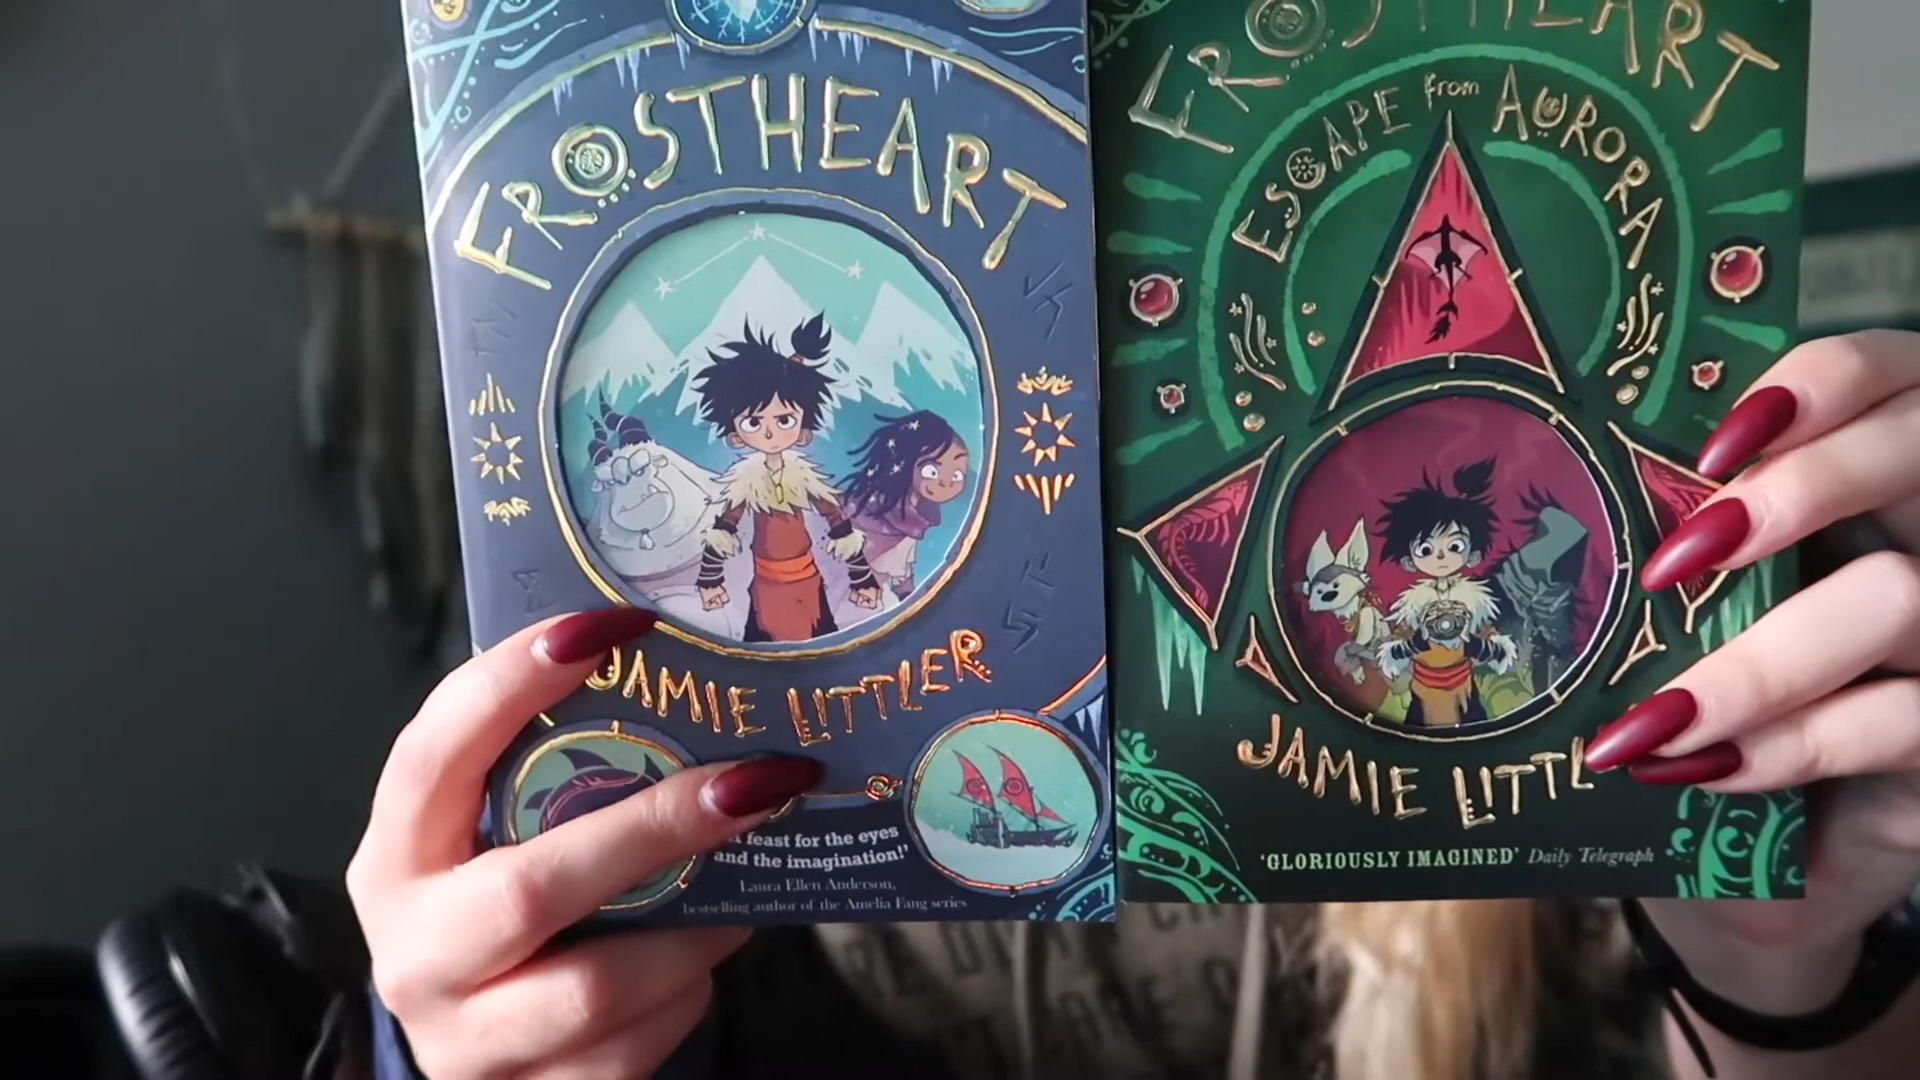 FROSTHEART
JAMIE LITTLER
feast for the eyes
and the imagination!'
Laura Ellen Anderson,
bestselling author of the Amelia Fang series
FROSTHEART
ESCAPE from AURORA
JAMIE LITTL
'GLORIOUSLY IMAGINED' Daily Telegraph